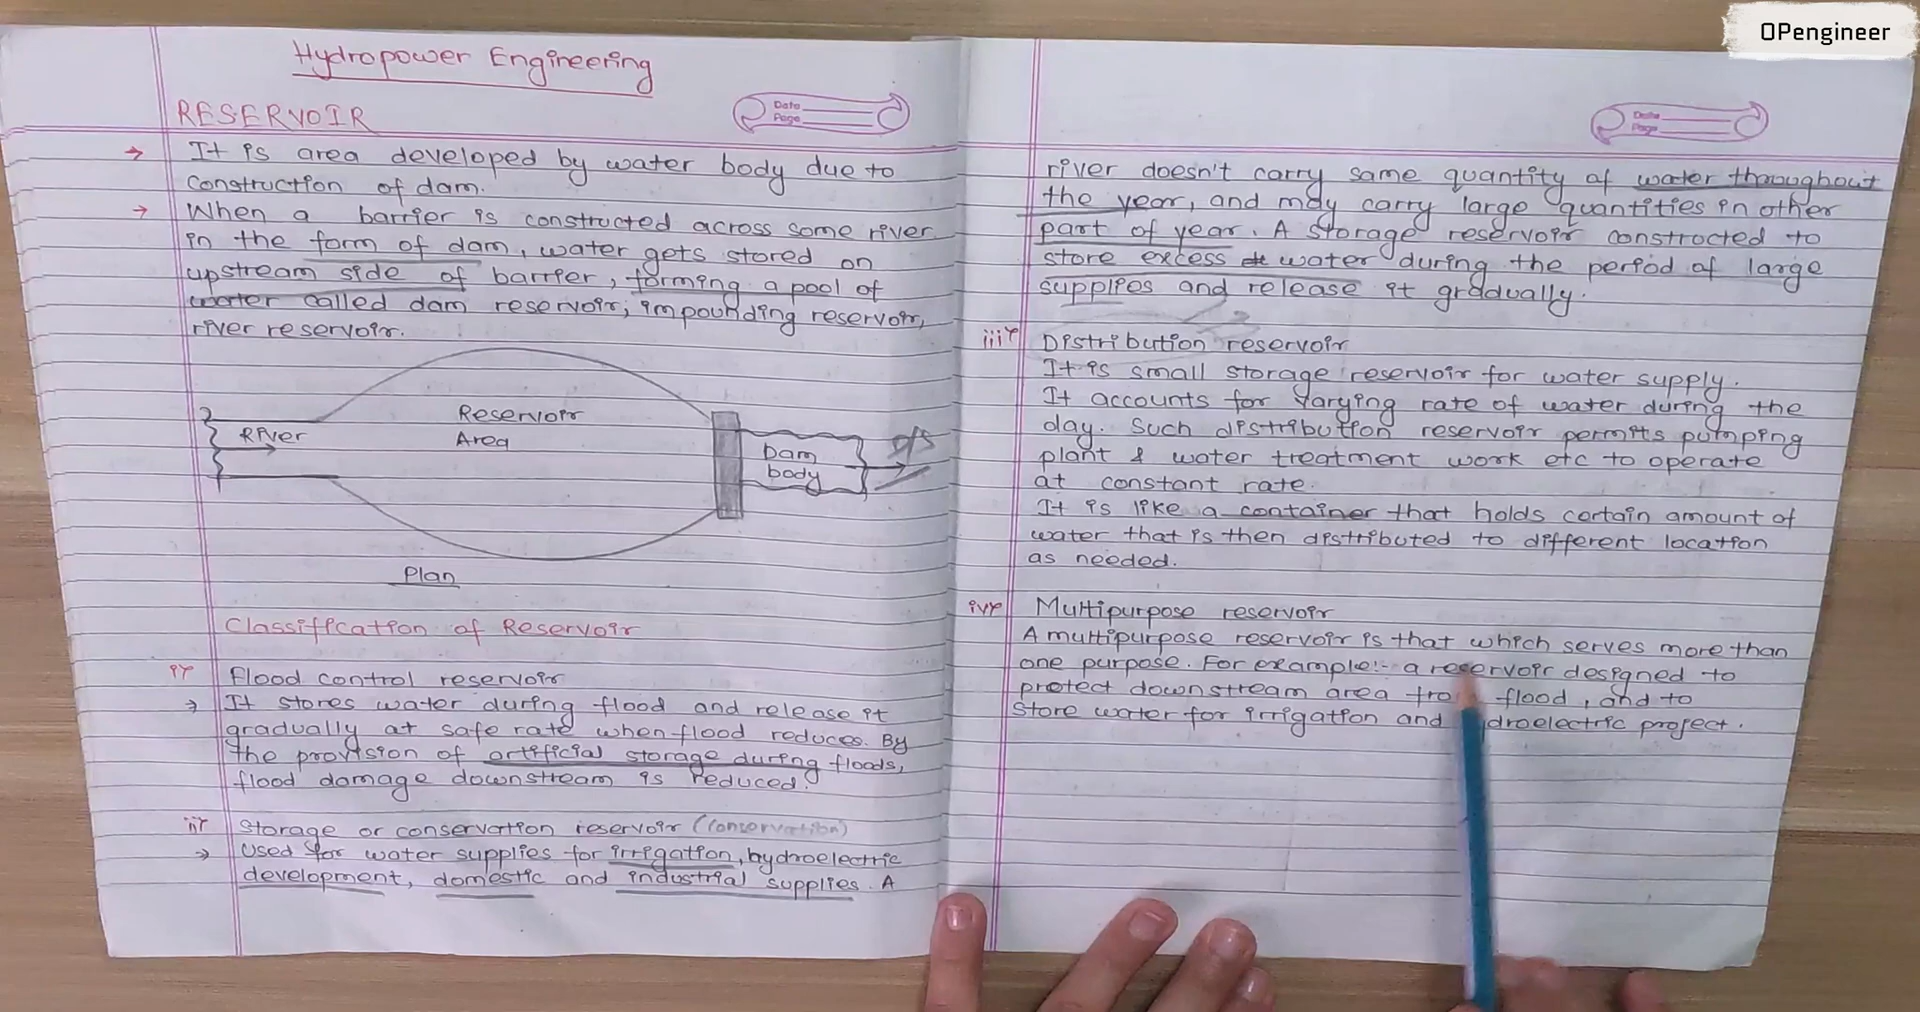 OPengineer
Hydropower Engineering
RESERVOIR
Date
Page
→ It is area developed by water body due to
construction of dam.
→ When a barrier is constructed across some river
in the form of dam, water gets stored on
upstream side of barrier, forming a pool of
water called dam reservoir, impounding reservoir,
river reservoir.
River
Reservoir
Area
Dam
body
D/S
Plan
Classification of Reservoir
i) Flood control reservoir
→ It stores water during flood and release it
gradually at safe rate when flood reduces. By
the provision of artificial storage during floods,
flood damage downstream is reduced.
ii) Storage or conservation reservoir (Conservation)
→ Used for water supplies for irrigation, hydroelectric
development, domestic and industrial supplies. A
Date
Page
river doesn't carry same quantity of water throughout
the year, and may carry large quantities in other
part of year. A storage reservoir constructed to
store excess water during the period of large
supplies and release it gradually.
iii) Distribution reservoir
It is small storage reservoir for water supply.
It accounts for varying rate of water during the
day. Such distribution reservoir permits pumping
plant & water treatment work etc to operate
at constant rate.
It is like a container that holds certain amount of
water that is then distributed to different location
as needed.
iv) Multipurpose reservoir
A multipurpose reservoir is that which serves more than
one purpose. For example:- a reservoir designed to
protect downstream area from flood, and to
store water for irrigation and hydroelectric project.